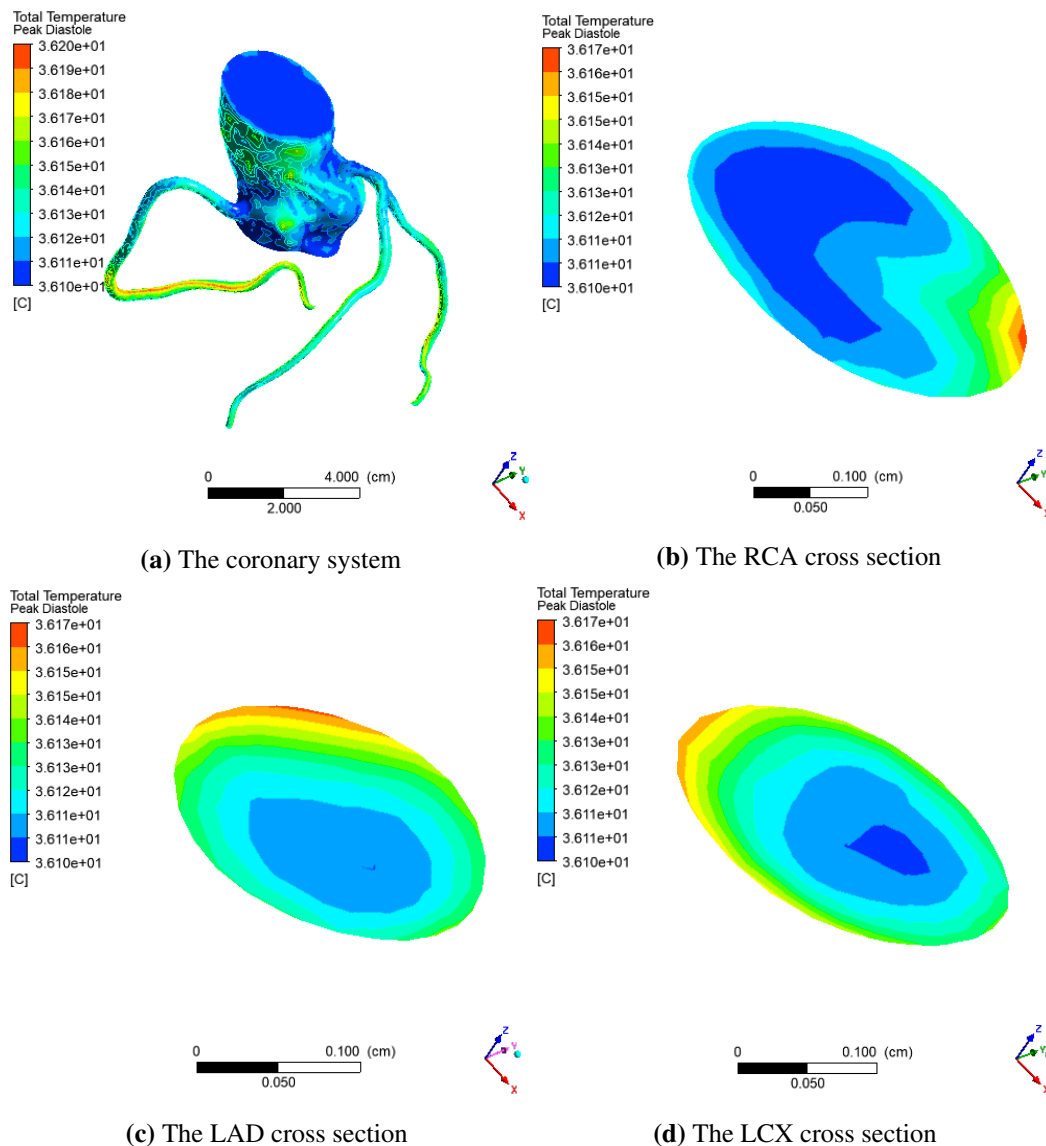 Total Temperature
Peak Diastole
3.620e+01
3.619e+01
3.618e+01
3.617e+01
3.616e+01
3.615e+01
3.614e+01
3.613e+01
3.612e+01
3.611e+01
3.610e+01
[C]
0 4.000 (cm)
2.000
Z
Y
X
(a) The coronary system
Total Temperature
Peak Diastole
3.617e+01
3.616e+01
3.615e+01
3.615e+01
3.614e+01
3.613e+01
3.613e+01
3.612e+01
3.611e+01
3.611e+01
3.610e+01
[C]
0 0.100 (cm)
0.050
Z
Y
X
(b) The RCA cross section
Total Temperature
Peak Diastole
3.617e+01
3.616e+01
3.615e+01
3.615e+01
3.614e+01
3.613e+01
3.613e+01
3.612e+01
3.611e+01
3.611e+01
3.610e+01
[C]
0 0.100 (cm)
0.050
Z
Y
X
(c) The LAD cross section
Total Temperature
Peak Diastole
3.617e+01
3.616e+01
3.615e+01
3.615e+01
3.614e+01
3.613e+01
3.613e+01
3.612e+01
3.611e+01
3.611e+01
3.610e+01
[C]
0 0.100 (cm)
0.050
Z
Y
X
(d) The LCX cross section